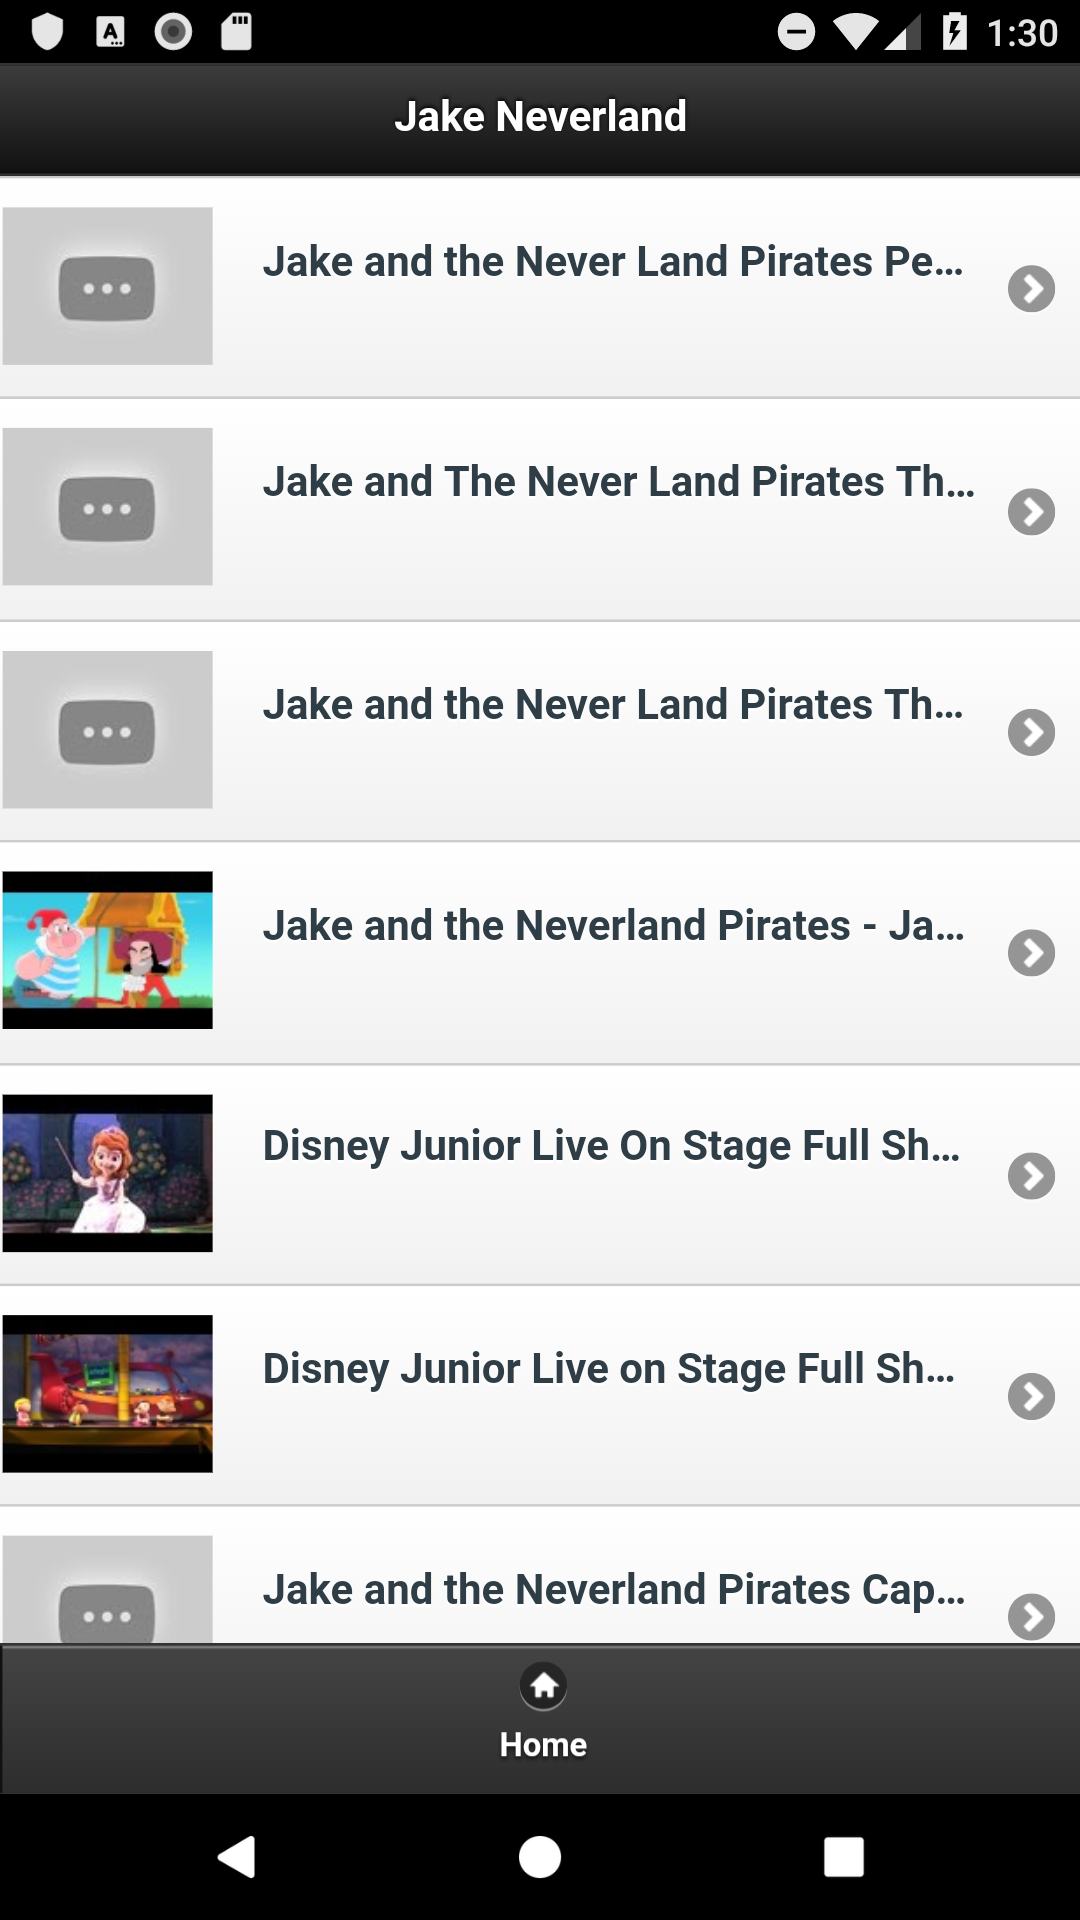 1:30
Jake Neverland
Jake and the Never Land Pirates Pe...
Jake and The Never Land Pirates Th...
Jake and the Never Land Pirates Th...
Jake and the Neverland Pirates - Ja...
Disney Junior Live On Stage Full Sh...
Disney Junior Live on Stage Full Sh...
Jake and the Neverland Pirates Cap...
Home